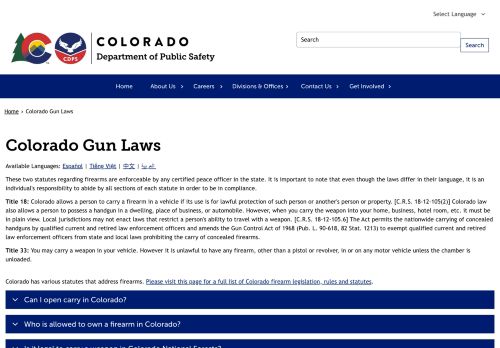 Select Language
COLORADO
Department of Public Safety
CDPS
Search
Search
Home
About Us
Careers
Divisions & Offices
Contact Us
Get Involved
Home › Colorado Gun Laws
Colorado Gun Laws
Available Languages: Español | Tiếng Việt | 中文 |
These two statutes regarding firearms are enforceable by any certified peace officer in the state. It is important to note that even though the laws differ in their language, it is an
individual's responsibility to abide by all sections of each statute in order to be in compliance.
Title 18: Colorado allows a person to carry a firearm in a vehicle if its use is for lawful protection of such person or another's person or property. [C.R.S. 18-12-105(2)] Colorado law
also allows a person to possess a handgun in a dwelling, place of business, or automobile. However, when you carry the weapon into your home, business, hotel room, etc. it must be
in plain view. Local jurisdictions may not enact laws that restrict a person's ability to travel with a weapon. [C.R.S. 18-12-105.6] The Act permits the nationwide carrying of concealed
handguns by qualified current and retired law enforcement officers and amends the Gun Control Act of 1968 (Pub. L. 90-618, 82 Stat. 1213) to exempt qualified current and retired
law enforcement officers from state and local laws prohibiting the carry of concealed firearms.
Title 33: You may carry a weapon in your vehicle. However it is unlawful to have any firearm, other than a pistol or revolver, in or on any motor vehicle unless the chamber is
unloaded.
Colorado has various statutes that address firearms. Please visit this page for a full list of Colorado firearm legislation, rules and statutes.
Can I open carry in Colorado?
Who is allowed to own a firearm in Colorado?
Is it legal to carry a weapon in Colorado National Forests?